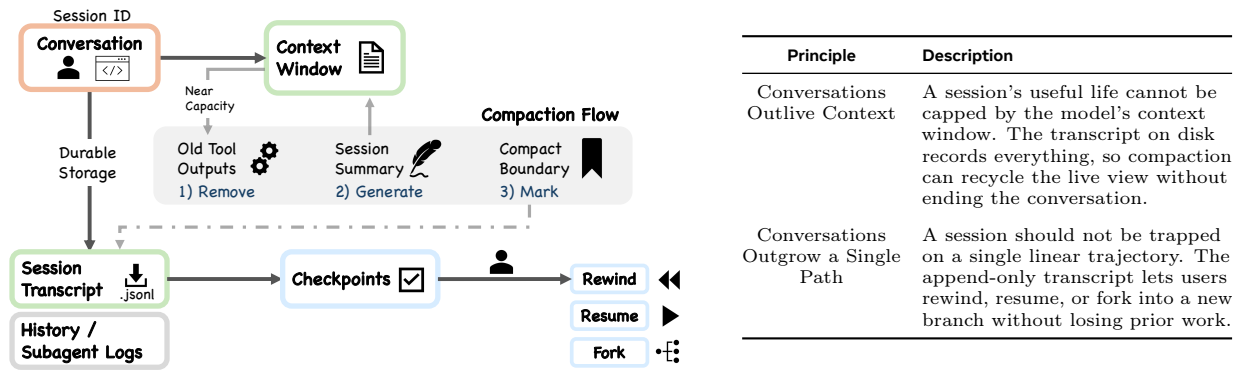 Session ID
Conversation
</>
Context
Window
Near
Capacity
Compaction Flow
Durable
Storage
Old Tool
Outputs
1) Remove
Session
Summary
2) Generate
Compact
Boundary
3) Mark
Session
Transcript
.jsonl
Checkpoints
Rewind
Resume
Fork
History /
Subagent Logs
Principle Description
Conversations
Outlive Context
A session's useful life cannot be
capped by the model's context
window. The transcript on disk
records everything, so compaction
can recycle the live view without
ending the conversation.
Conversations
Outgrow a Single
Path
A session should not be trapped
on a single linear trajectory. The
append-only transcript lets users
rewind, resume, or fork into a new
branch without losing prior work.